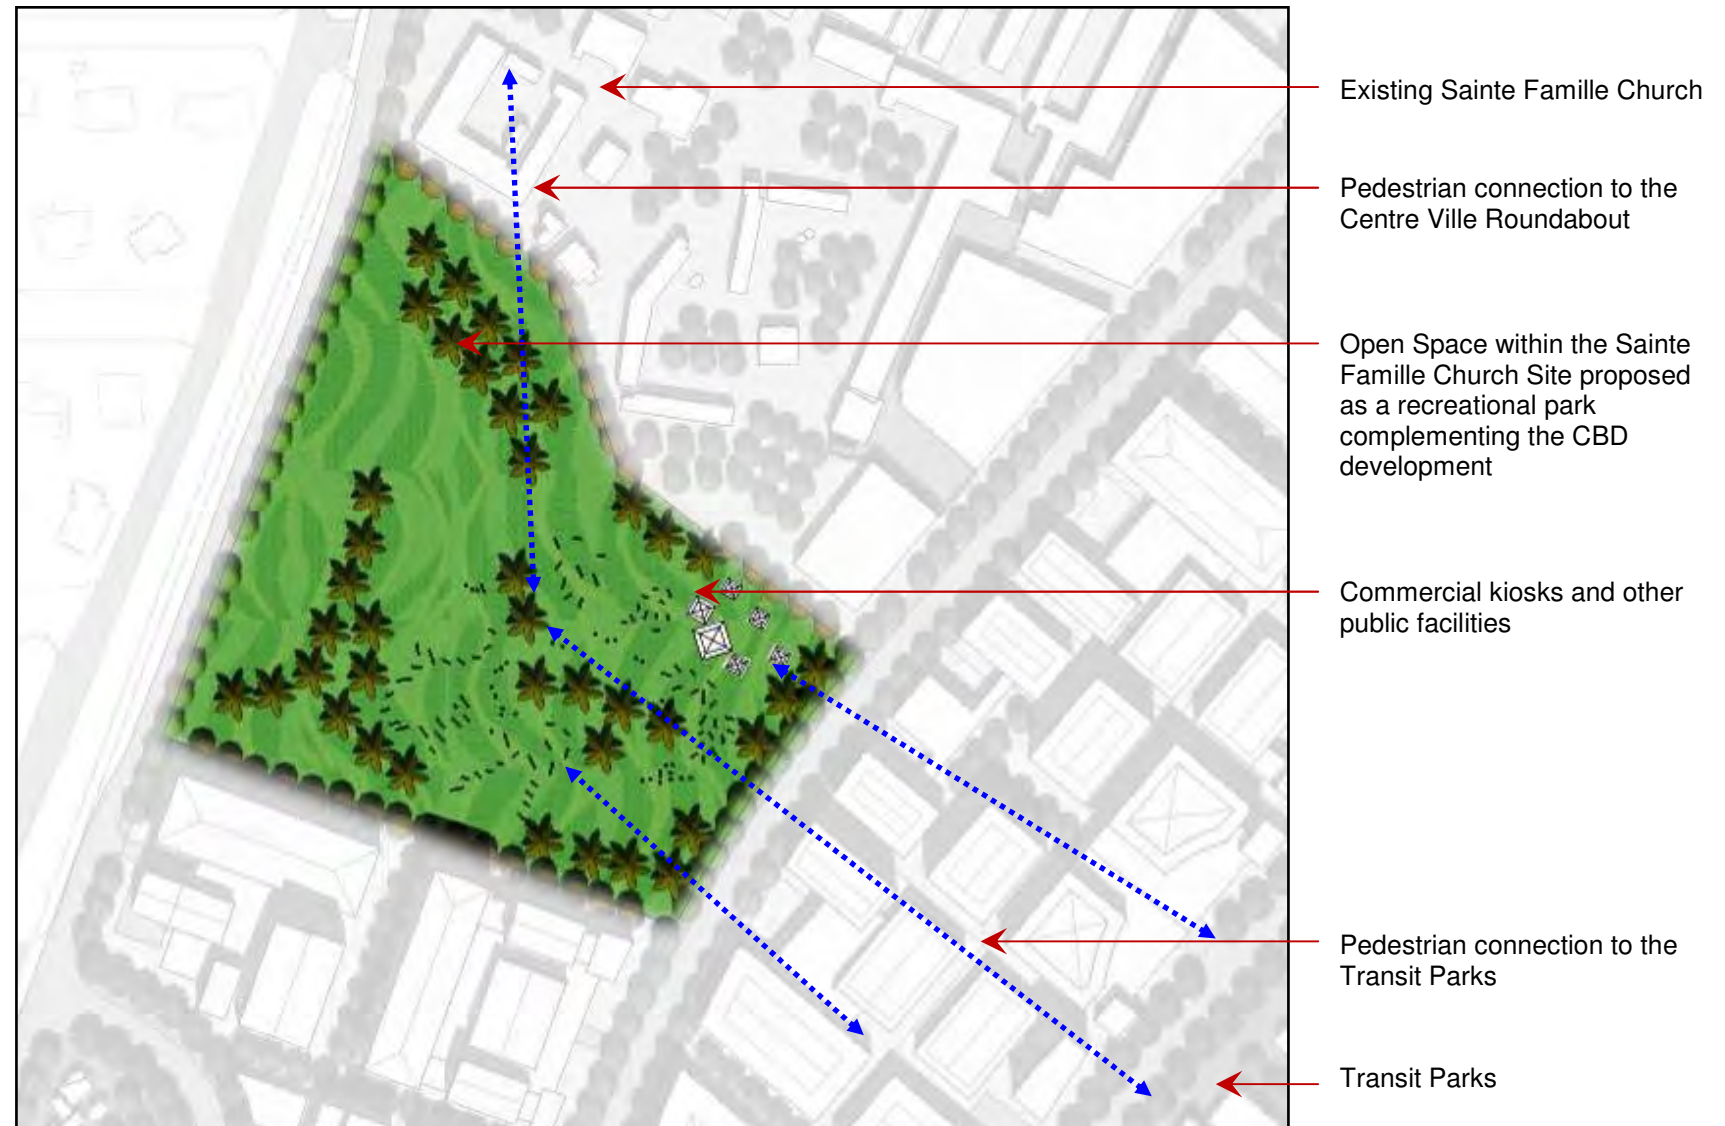 Existing Sainte Famille Church
Pedestrian connection to the
Centre Ville Roundabout
Open Space within the Sainte
Famille Church Site proposed
as a recreational park
complementing the CBD
development
Commercial kiosks and other
public facilities
Pedestrian connection to the
Transit Parks
Transit Parks